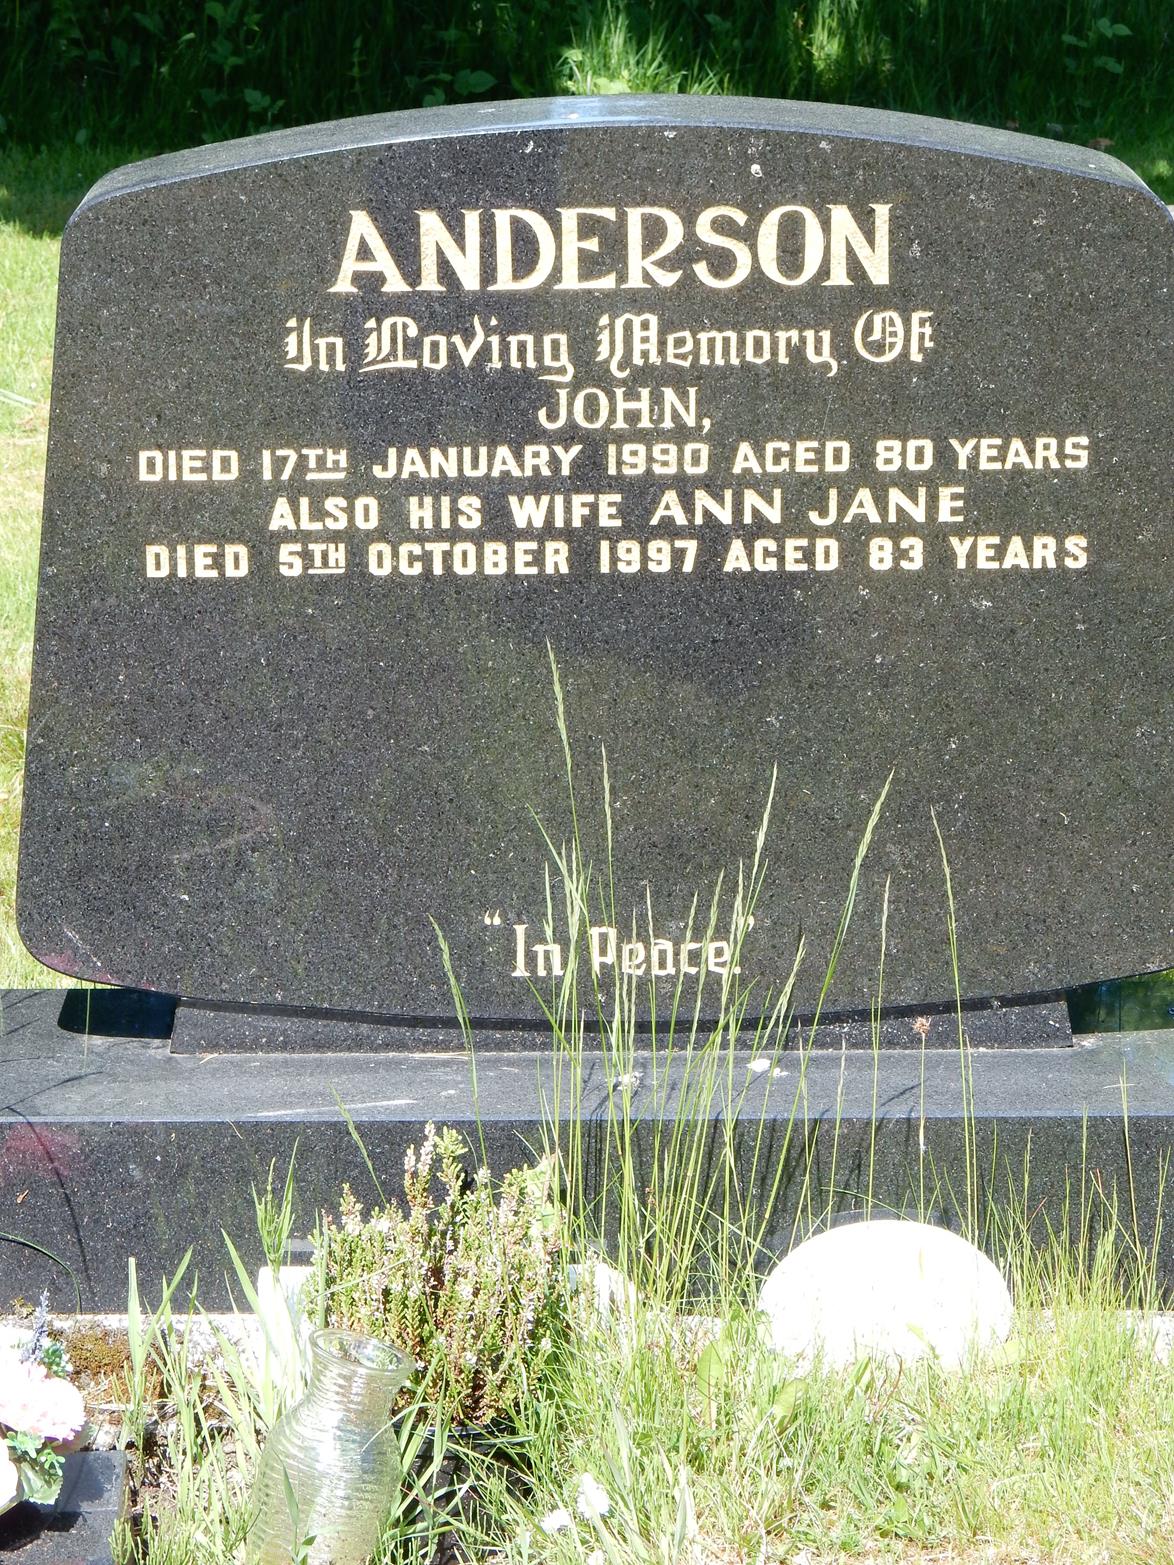 ANDERSON
In Loving Memory Of
JOHN,
DIED 17TH JANUARY 1990 AGED 80 YEARS
ALSO HIS WIFE ANN JANE
DIED 5TH OCTOBER 1997 AGED 83 YEARS
“In Peace.”